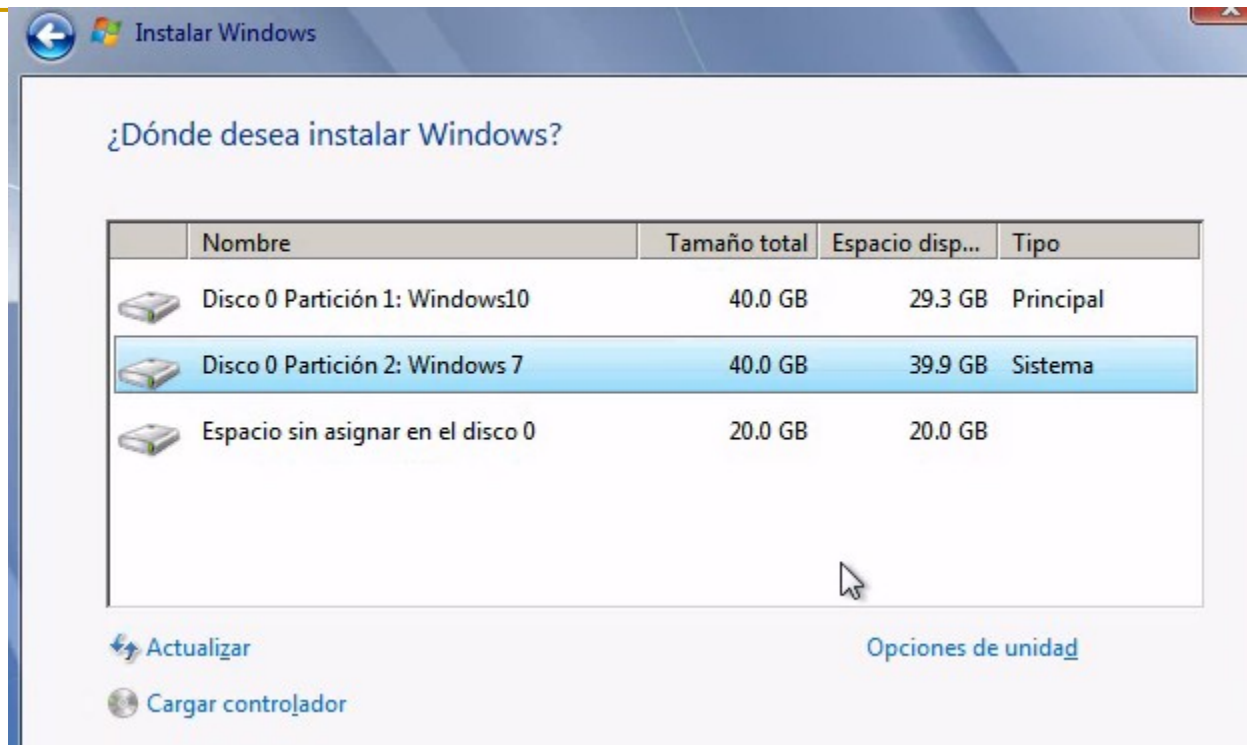 Instalar Windows
¿Dónde desea instalar Windows?
Nombre Tamaño total Espacio disp... Tipo
Disco 0 Partición 1: Windows10 40.0 GB 29.3 GB Principal
Disco 0 Partición 2: Windows 7 40.0 GB 39.9 GB Sistema
Espacio sin asignar en el disco 0 20.0 GB 20.0 GB
Actualizar Opciones de unidad
Cargar controlador